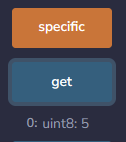 specific
get
0: uint8: 5